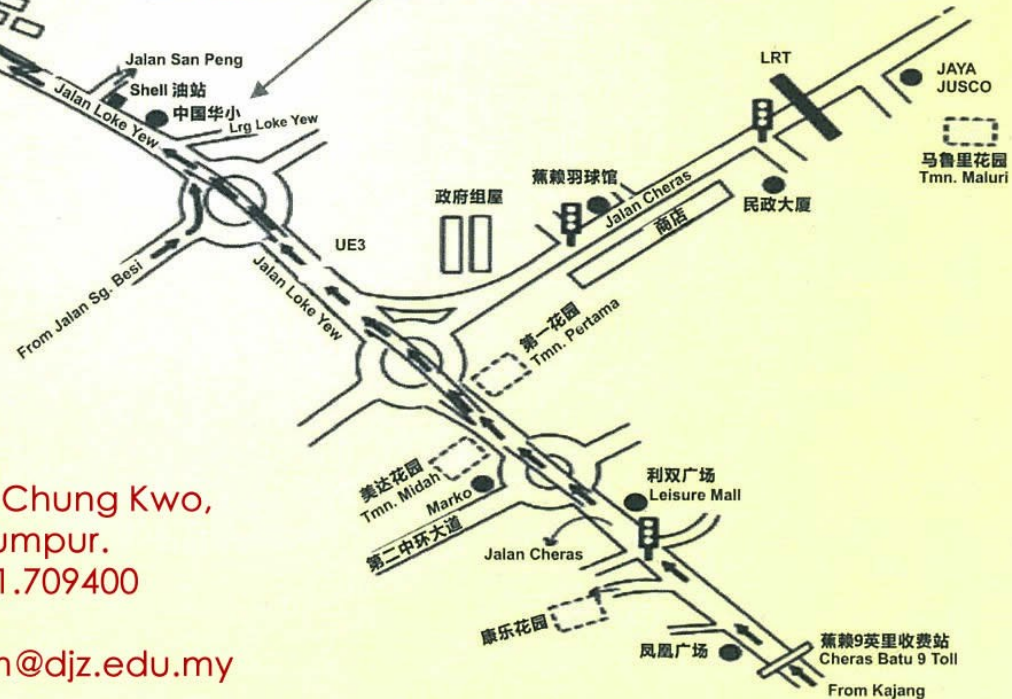 Jalan San Peng
Shell 油站
中国华小
Jalan Loke Yew
Lrg Loke Yew
LRT
JAYA
JUSCO
马鲁里花园
Tmn. Maluri
蕉赖羽球馆
政府组屋
Jalan Cheras
民政大厦
商店
UE3
From Jalan Sg. Besi
Jalan Loke Yew
第一花园
Tmn. Pertama
美达花园
Tmn. Midah
Marko
利双广场
Leisure Mall
第二中环大道
Jalan Cheras
康乐花园
凤凰广场
蕉赖9英里收费站
Cheras Batu 9 Toll
From Kajang
Chung Kwo,
umpur.
1.709400
@djz.edu.my